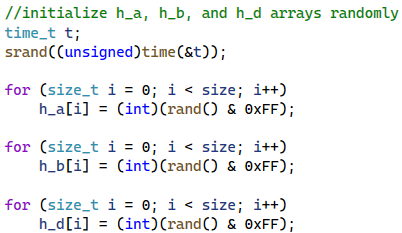 //initialize h_a, h_b, and h_d arrays randomly
time_t t;
srand((unsigned)time(&t));

for (size_t i = 0; i < size; i++)
    h_a[i] = (int)(rand() & 0xFF);

for (size_t i = 0; i < size; i++)
    h_b[i] = (int)(rand() & 0xFF);

for (size_t i = 0; i < size; i++)
    h_d[i] = (int)(rand() & 0xFF);